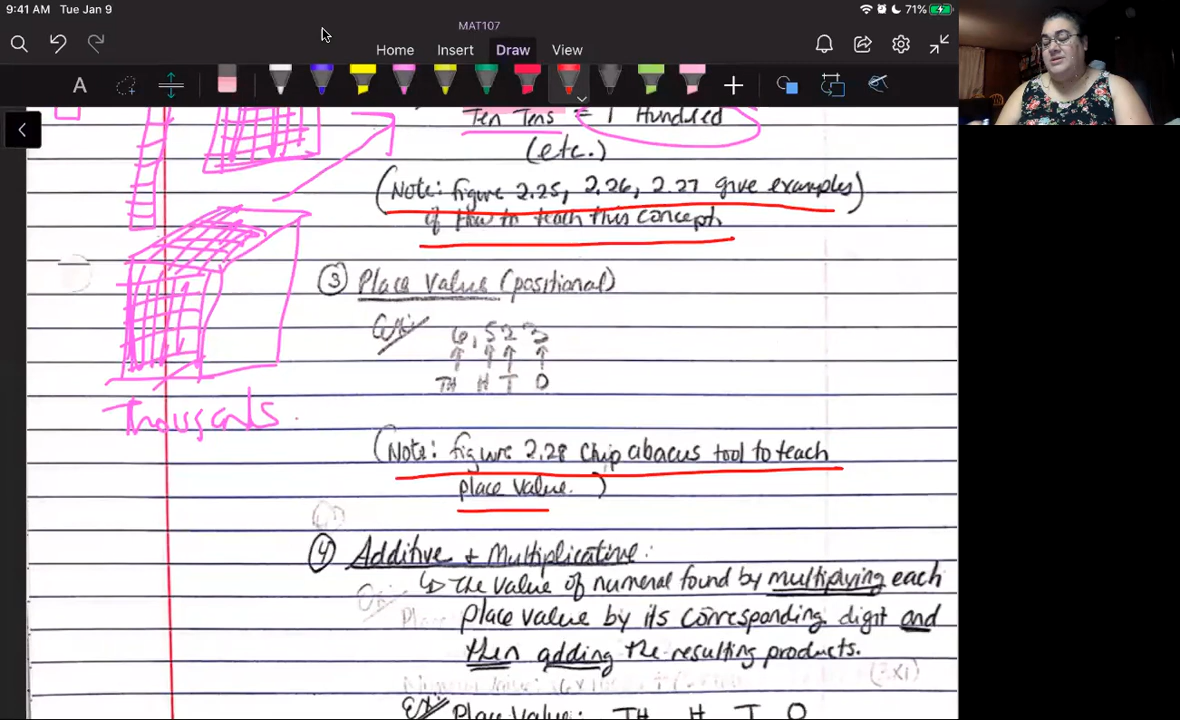 9:41 AM Tue Jan 9
71%
MAT107
Home Insert Draw View
Ten Tens = 1 Hundred
(etc.)
(Note: figure 2.25, 2.26, 2.27 give examples)
of how to teach this concept
③ Place Value (positional)
Ex:
6,523
TH H T O
Thousands
(Note: figure 2.28 Chip abacus tool to teach
place value. )
④ Additive + Multiplicative:
↳ The value of numeral found by multiplying each
place value by its corresponding digit and
then adding the resulting products.
(3x1)
Ex: Place Value: TH H T O